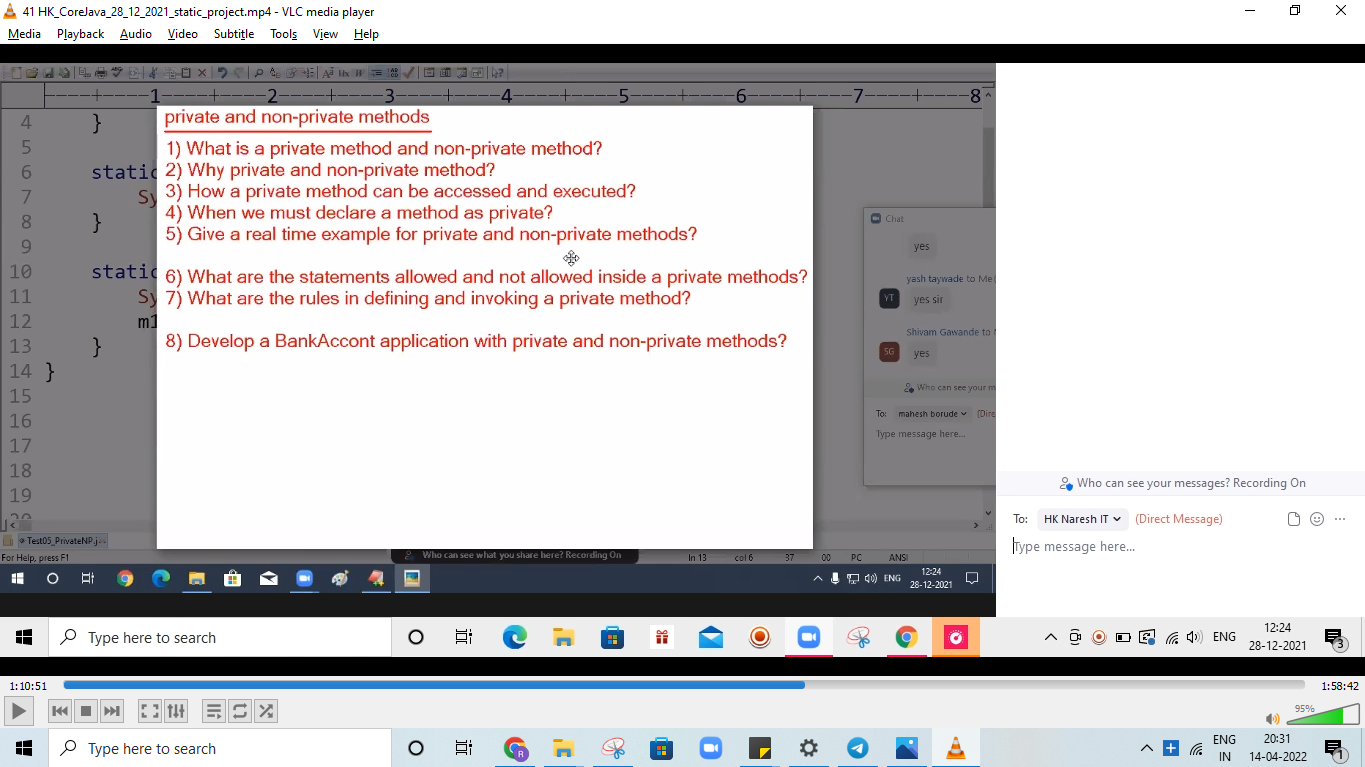 41 HK_CoreJava_28_12_2021_static_project.mp4 - VLC media player
Media Playback Audio Video Subtitle Tools View Help
1 2 3 4 5 6 7 8
private and non-private methods
1) What is a private method and non-private method?
2) Why private and non-private method?
3) How a private method can be accessed and executed?
4) When we must declare a method as private?
5) Give a real time example for private and non-private methods?
6) What are the statements allowed and not allowed inside a private methods?
7) What are the rules in defining and invoking a private method?
8) Develop a BankAccont application with private and non-private methods?
4 }
5
6 static
7 Sy
8 }
9
10 static
11 Sy
12 m1
13 }
14 }
15
16
17
18
19
20
Chat
yes
yash taywade to Me
YT yes sir
Shivam Gawande to
SG yes
Who can see your m
To: mahesh borude (Dire
Type message here...
Test05_PrivateNP.j
For Help, press F1
Who can see what you share here? Recording On
ln 13 col 6 37 00 PC ANSI
ENG
12:24
28-12-2021
Who can see your messages? Recording On
To: HK Naresh IT (Direct Message)
Type message here...
Type here to search
ENG
12:24
28-12-2021
3
1:10:51
1:58:42
95%
Type here to search
R
ENG
IN
20:31
14-04-2022
1